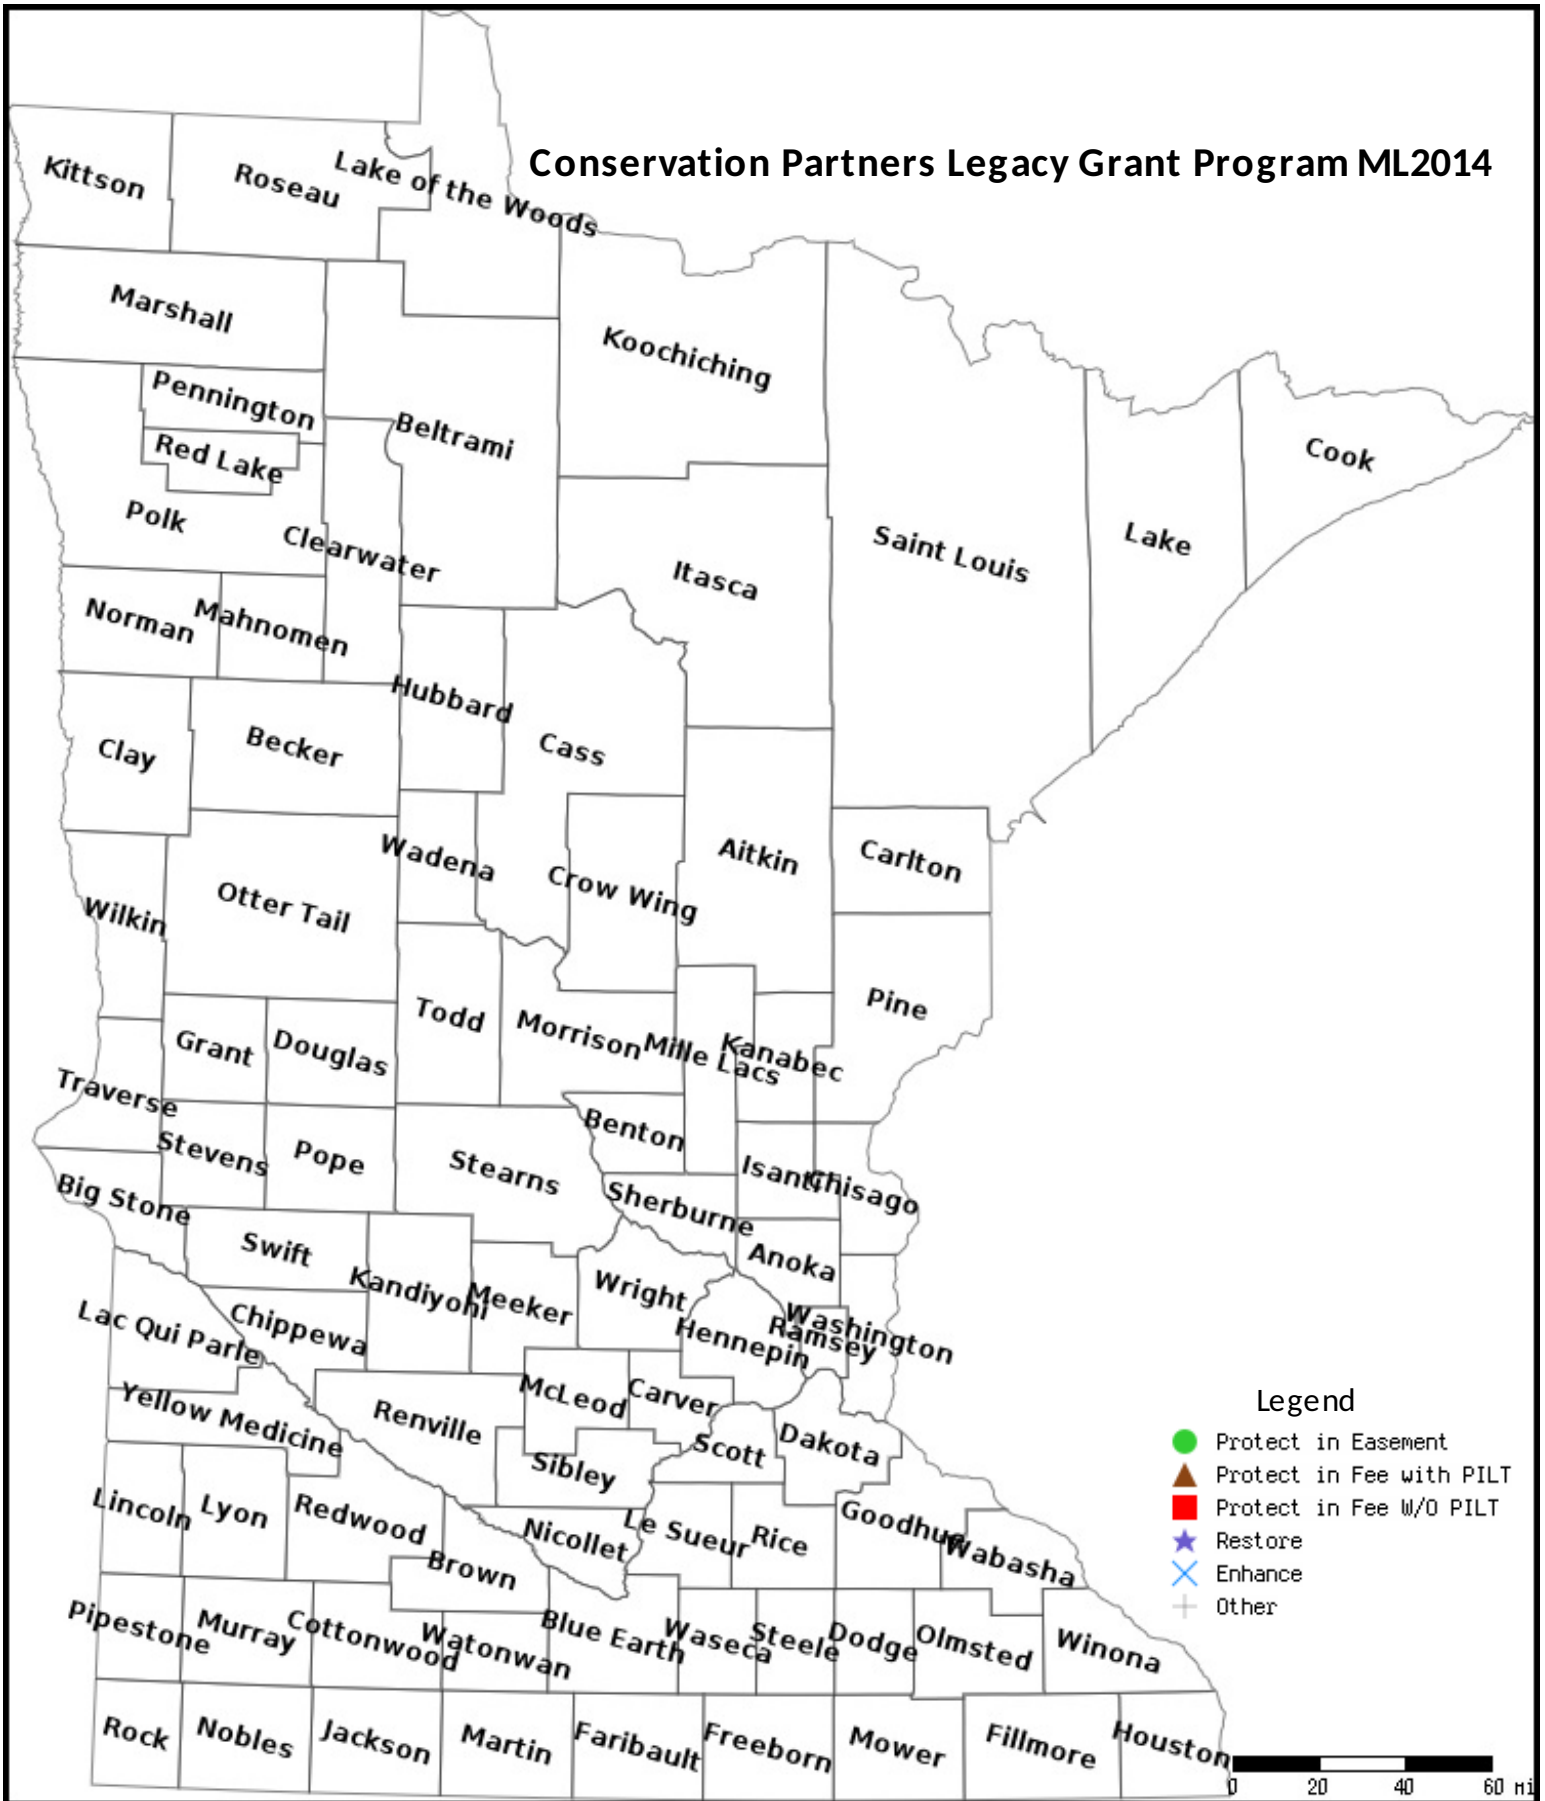 Conservation Partners Legacy Grant Program ML2014
Kittson
Roseau
Lake of the Woods
Marshall
Koochiching
Pennington
Beltrami
Red Lake
Cook
Polk
Clearwater
Saint Louis
Lake
Itasca
Norman
Mahnomen
Hubbard
Clay
Becker
Cass
Wadena
Aitkin
Carlton
Otter Tail
Crow Wing
Wilkin
Pine
Todd
Morrison
Mille Lacs
Kanabec
Grant
Douglas
Traverse
Benton
Stevens
Pope
Stearns
Isanti
Chisago
Big Stone
Sherburne
Swift
Anoka
Kandiyohi
Meeker
Wright
Lac Qui Parle
Chippewa
Hennepin
Ramsey
Washington
Yellow Medicine
Renville
McLeod
Carver
Scott
Dakota
Sibley
Lincoln
Lyon
Redwood
Nicollet
Le Sueur
Rice
Goodhue
Wabasha
Brown
Pipestone
Murray
Cottonwood
Watonwan
Blue Earth
Waseca
Steele
Dodge
Olmsted
Winona
Rock
Nobles
Jackson
Martin
Faribault
Freeborn
Mower
Fillmore
Houston
Legend
Protect in Easement
Protect in Fee with PILT
Protect in Fee W/O PILT
Restore
Enhance
Other
0 20 40 60 mi